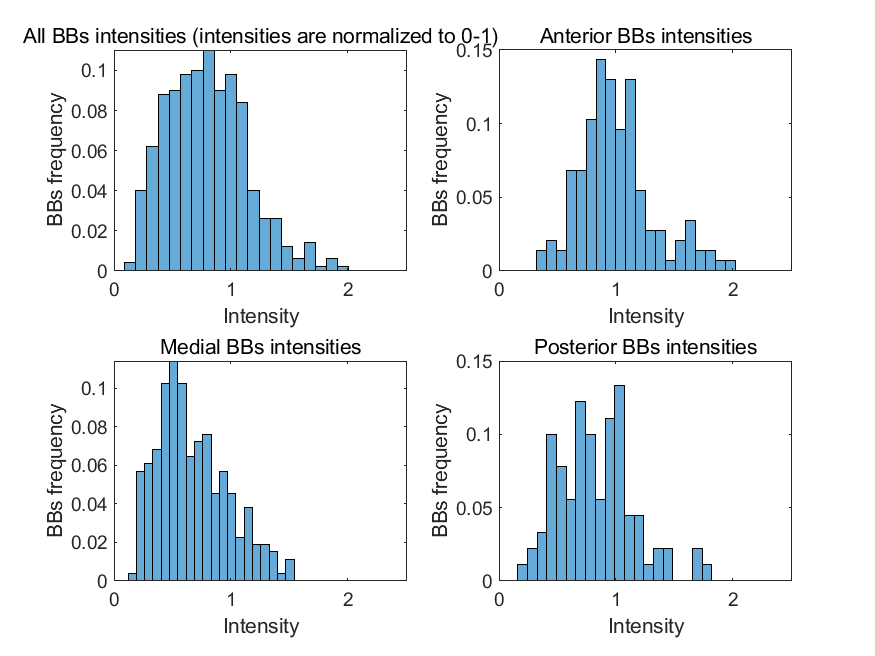 All BBs intensities (intensities are normalized to 0-1)
0.1
0.08
0.06
0.04
0.02
0
BBs frequency
0
1
2
Intensity
Anterior BBs intensities
0.15
0.1
0.05
0
BBs frequency
0
1
2
Intensity
Medial BBs intensities
0.1
0.08
0.06
0.04
0.02
0
BBs frequency
0
1
2
Intensity
Posterior BBs intensities
0.15
0.1
0.05
0
BBs frequency
0
1
2
Intensity